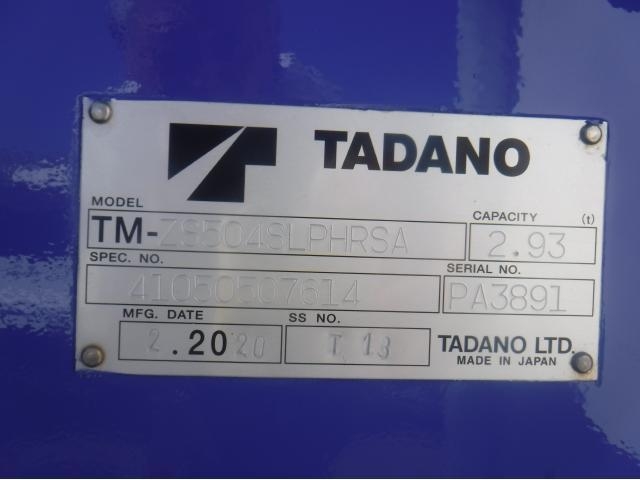 TADANO
MODEL
TM-ZS504SLPHRSA
CAPACITY (t)
2.93
SPEC. NO.
41050507614
SERIAL NO.
PA3891
MFG. DATE
2.2020
SS NO.
T 13
TADANO LTD.
MADE IN JAPAN